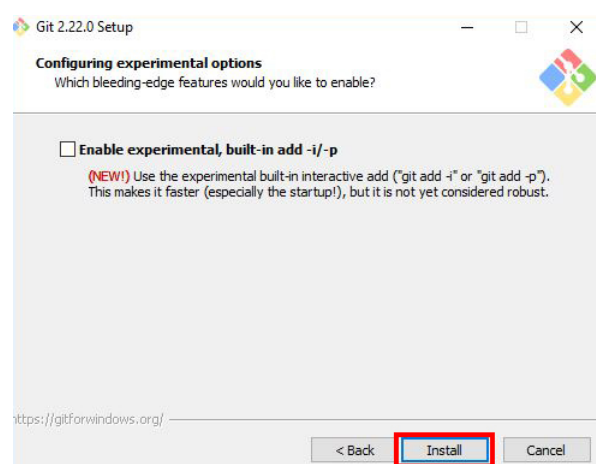 Git 2.22.0 Setup
Configuring experimental options
Which bleeding-edge features would you like to enable?
Enable experimental, built-in add -i/-p
(NEW!) Use the experimental built-in interactive add ("git add -i" or "git add -p").
This makes it faster (especially the startup!), but it is not yet considered robust.
https://gitforwindows.org/
< Back Install Cancel